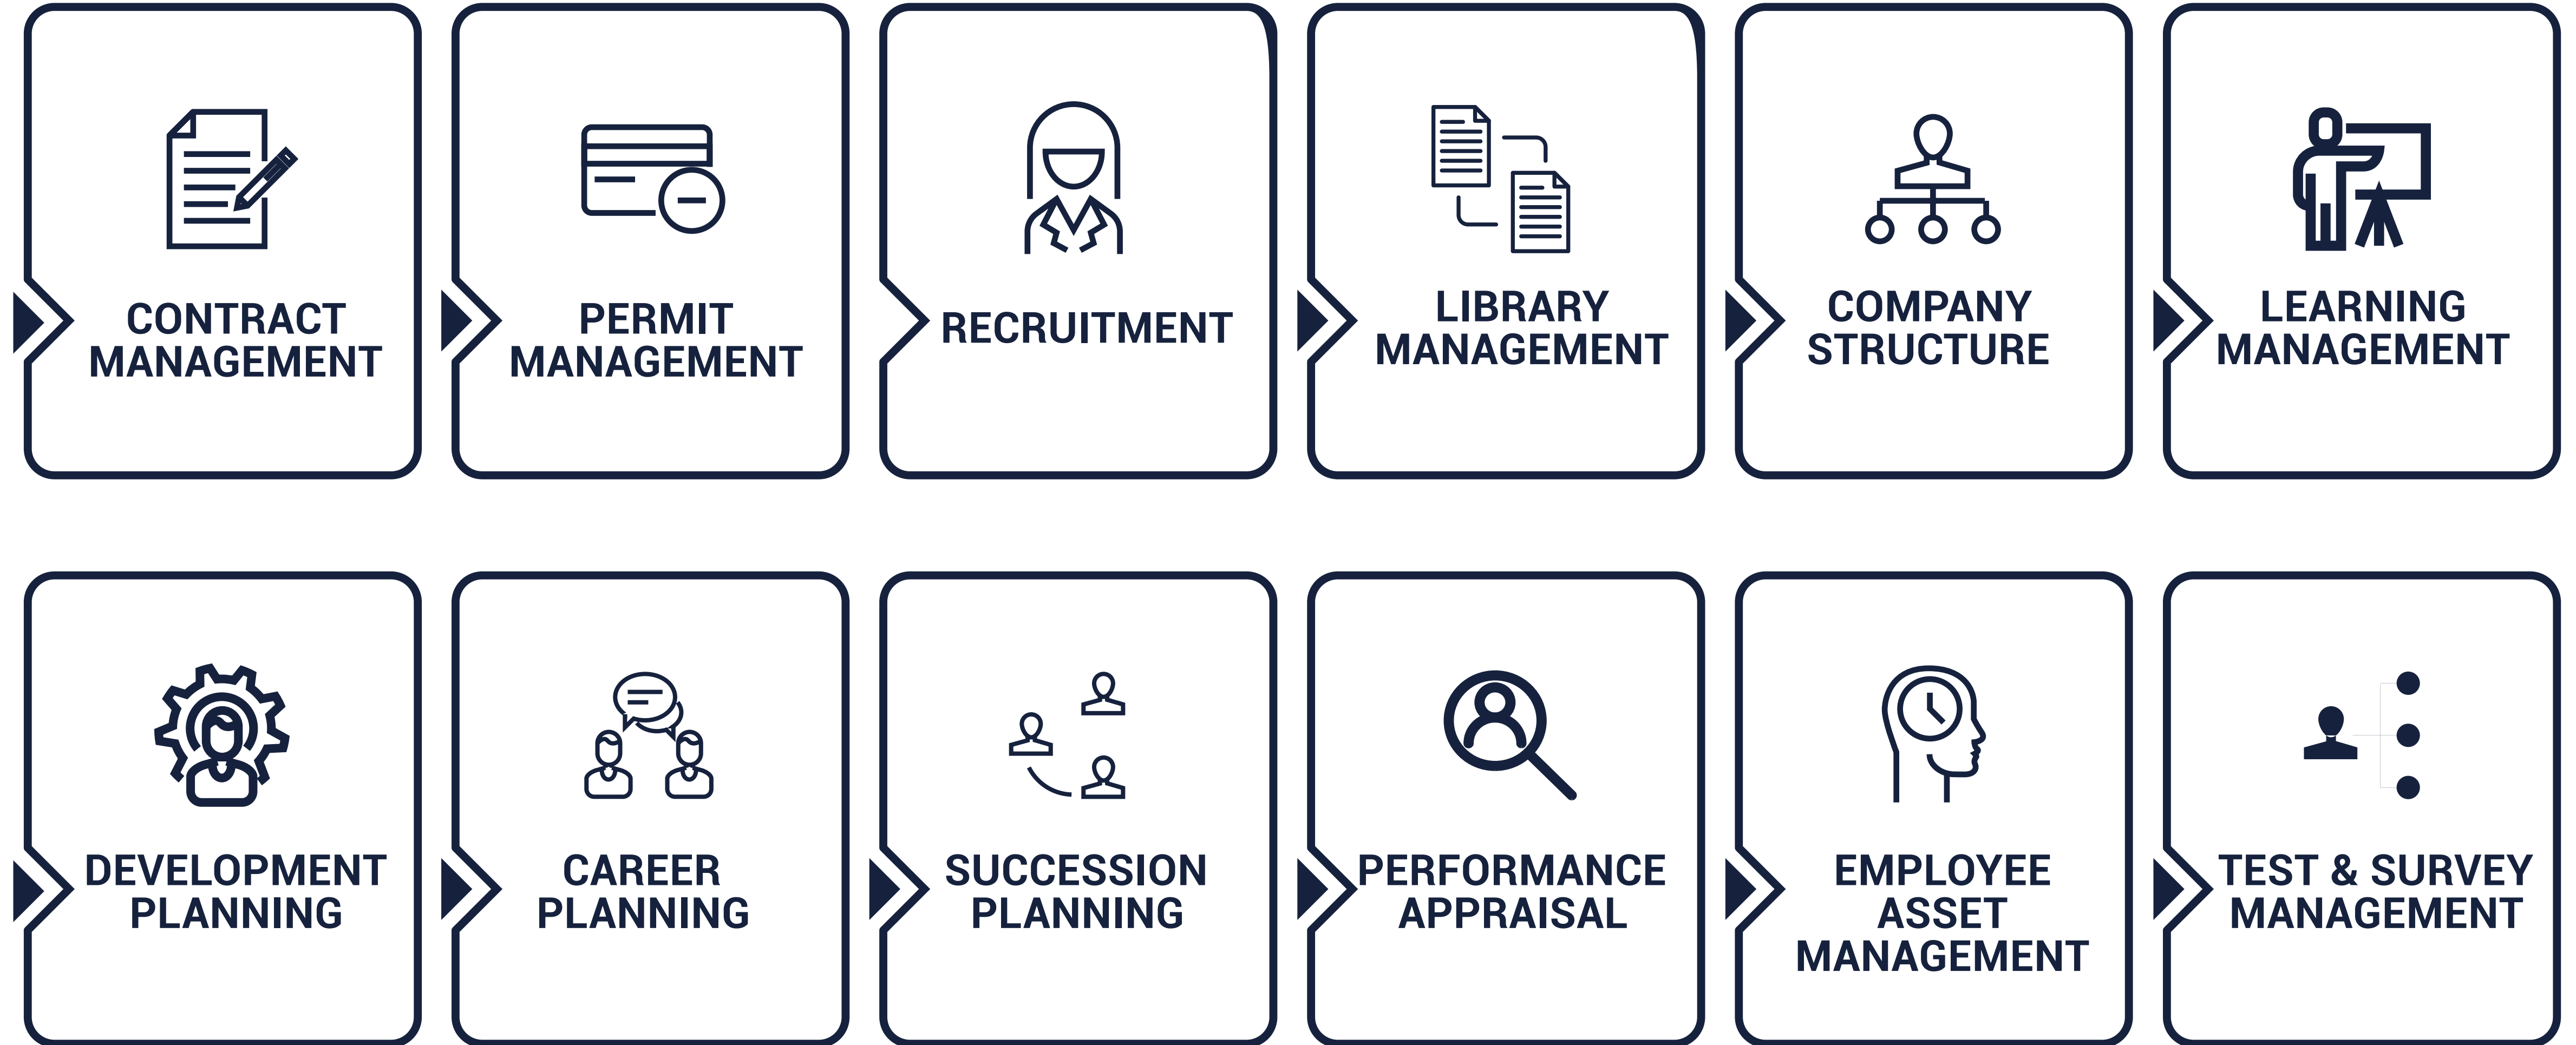 CONTRACT
MANAGEMENT
PERMIT
MANAGEMENT
RECRUITMENT
LIBRARY
MANAGEMENT
COMPANY
STRUCTURE
LEARNING
MANAGEMENT
DEVELOPMENT
PLANNING
CAREER
PLANNING
SUCCESSION
PLANNING
PERFORMANCE
APPRAISAL
EMPLOYEE
ASSET
MANAGEMENT
TEST & SURVEY
MANAGEMENT